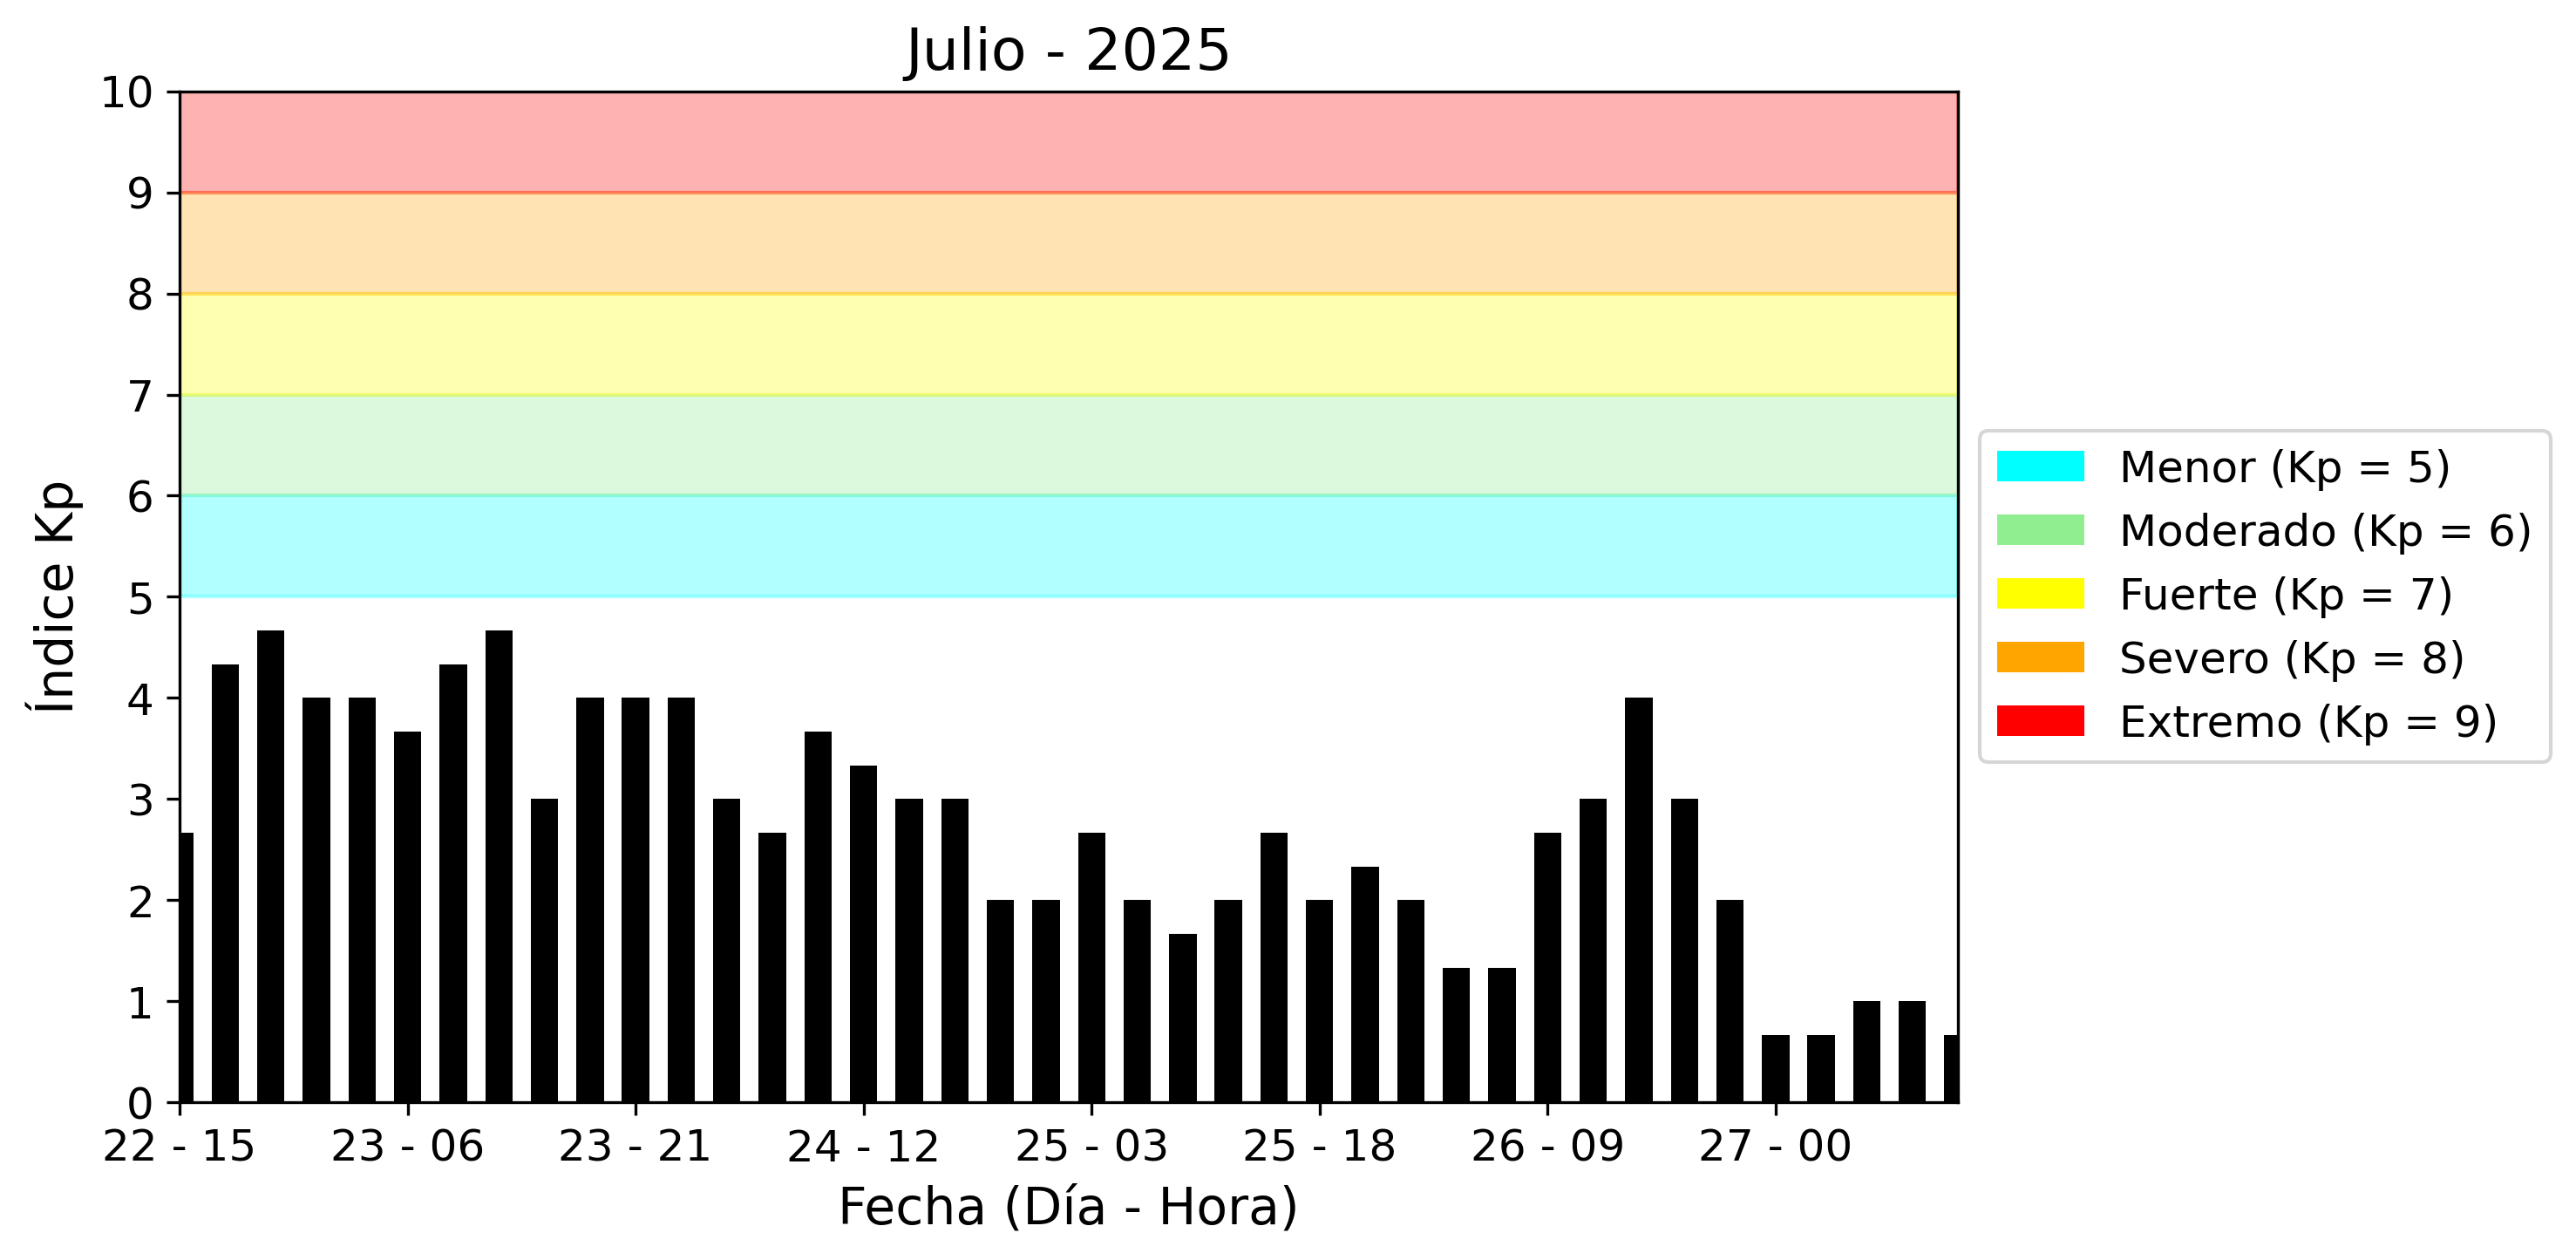 Julio - 2025
10
9
8
7
6
5
4
3
2
1
0
Índice Kp
22 - 15
23 - 06
23 - 21
24 - 12
25 - 03
25 - 18
26 - 09
27 - 00
Fecha (Día - Hora)
Menor (Kp = 5)
Moderado (Kp = 6)
Fuerte (Kp = 7)
Severo (Kp = 8)
Extremo (Kp = 9)